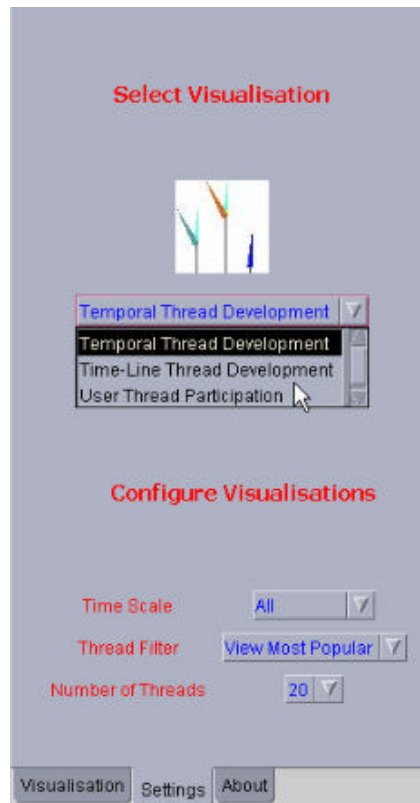 Select Visualisation
Temporal Thread Development
Temporal Thread Development
Time-Line Thread Development
User Thread Participation
Configure Visualisations
Time Scale All
Thread Filter View Most Popular
Number of Threads 20
Visualisation Settings About